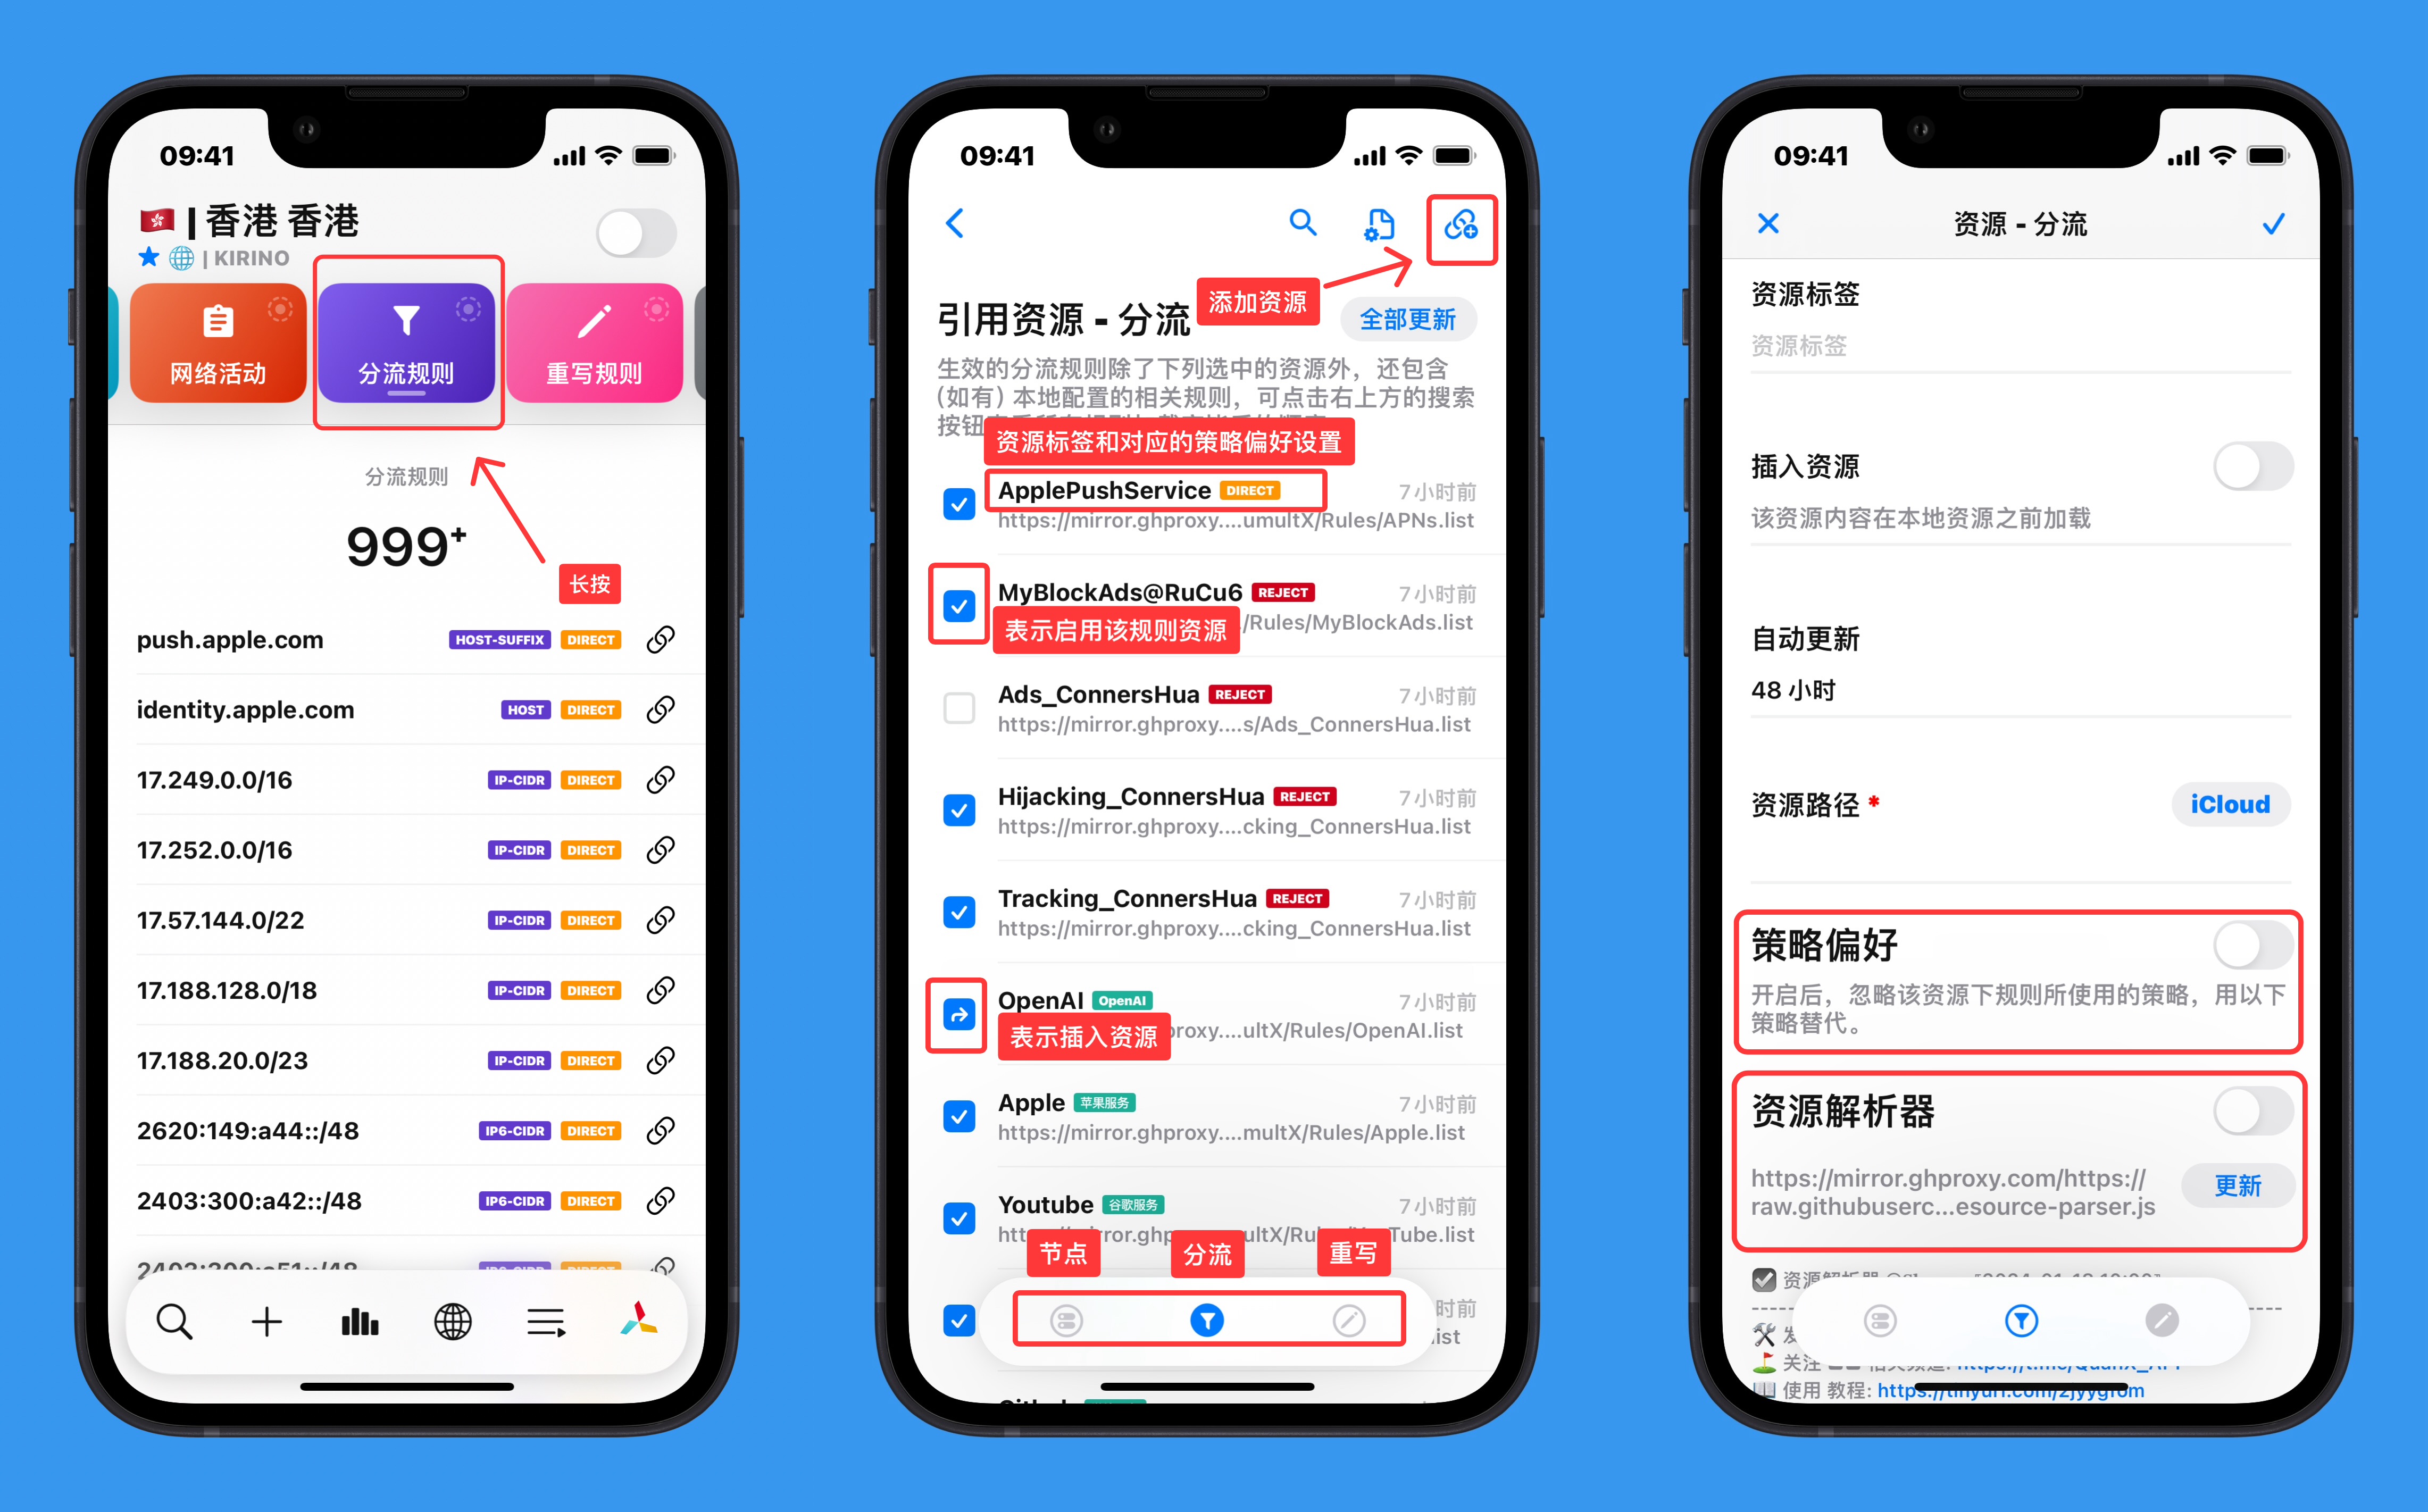 09:41
| 香港 香港
| KIRINO
网络活动
分流规则
重写规则
分流规则
999+
长按
push.apple.com HOST-SUFFIX DIRECT
identity.apple.com HOST DIRECT
17.249.0.0/16 IP-CIDR DIRECT
17.252.0.0/16 IP-CIDR DIRECT
17.57.144.0/22 IP-CIDR DIRECT
17.188.128.0/18 IP-CIDR DIRECT
17.188.20.0/23 IP-CIDR DIRECT
2620:149:a44::/48 IP6-CIDR DIRECT
2403:300:a42::/48 IP6-CIDR DIRECT
2403:300:a51::/48 IP6-CIDR DIRECT
09:41
添加资源
引用资源 - 分流
全部更新
生效的分流规则除了下列选中的资源外，还包含
（如有）本地配置的相关规则，可点击右上方的搜索
按钮
资源标签和对应的策略偏好设置
ApplePushService DIRECT 7 小时前
https://mirror.ghproxy....umultX/Rules/APNs.list
MyBlockAds@RuCu6 REJECT 7 小时前
表示启用该规则资源
/Rules/MyBlockAds.list
Ads_ConnersHua REJECT 7 小时前
https://mirror.ghproxy....s/Ads_ConnersHua.list
Hijacking_ConnersHua REJECT 7 小时前
https://mirror.ghproxy....cking_ConnersHua.list
Tracking_ConnersHua REJECT 7 小时前
https://mirror.ghproxy....cking_ConnersHua.list
OpenAI OpenAI 7 小时前
表示插入资源
proxy....ultX/Rules/OpenAI.list
Apple 苹果服务 7 小时前
https://mirror.ghproxy....multX/Rules/Apple.list
Youtube 谷歌服务 7 小时前
节点
分流
重写
Tube.list
时前
ist
09:41
资源 - 分流
资源标签
资源标签
插入资源
该资源内容在本地资源之前加载
自动更新
48 小时
资源路径 *
iCloud
策略偏好
开启后，忽略该资源下规则所使用的策略，用以下
策略替代。
资源解析器
https://mirror.ghproxy.com/https://
raw.githubuserc...esource-parser.js
更新
资源解析器
关注
使用 教程: https://tinyurl.com/2jyygfom